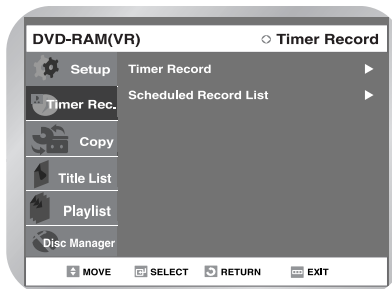 DVD-RAM(VR) Timer Record
Setup
Timer Record
Timer Rec.
Scheduled Record List
Copy
Title List
Playlist
Disc Manager
MOVE SELECT RETURN EXIT